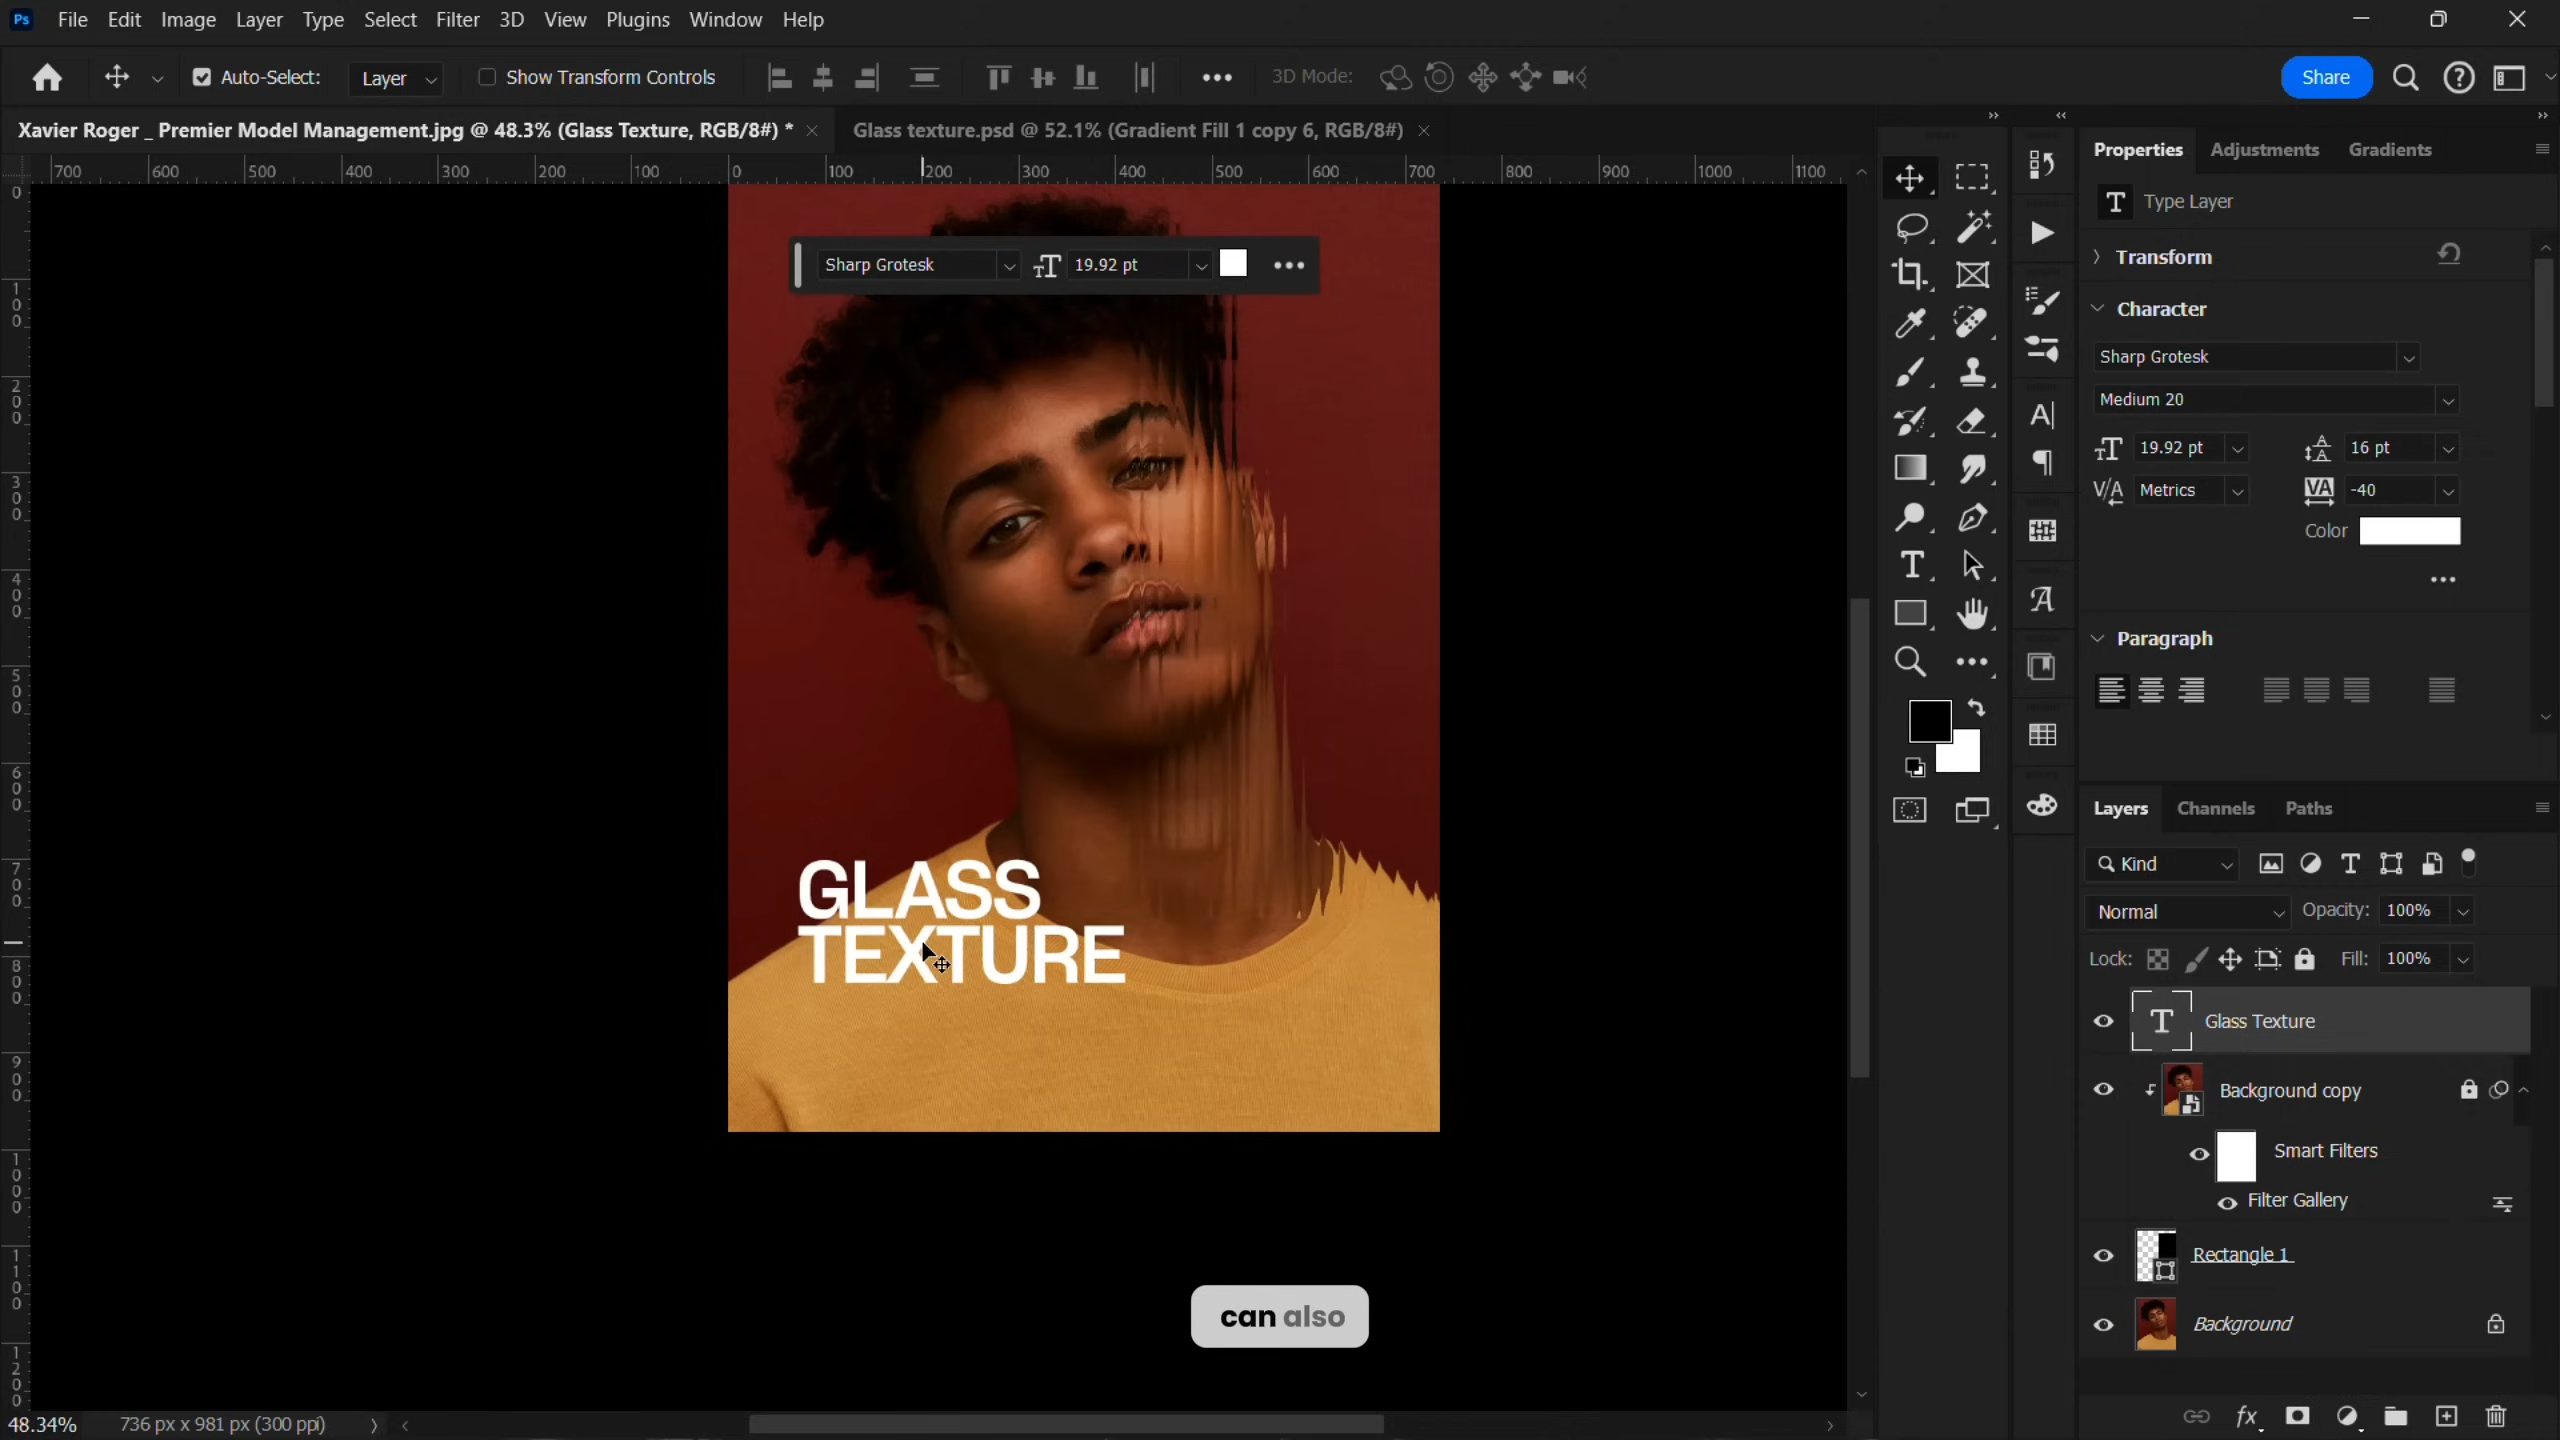 Ps File Edit Image Layer Type Select Filter 3D View Plugins Window Help
Auto-Select: Layer Show Transform Controls 3D Mode: Share
Xavier Roger _ Premier Model Management.jpg @ 48.3% (Glass Texture, RGB/8#) * Glass texture.psd @ 52.1% (Gradient Fill 1 copy 6, RGB/8#)
700 600 500 400 300 200 100 0 100 200 300 400 500 600 700 800 900 1000 1100
0
100
200
300
400
500
600
700
800
900
1000
1100
1200
Sharp Grotesk 19.92 pt
GLASS
TEXTURE
can also
Properties Adjustments Gradients
Type Layer
Transform
Character
Sharp Grotesk
Medium 20
19.92 pt 16 pt
Metrics -40
Color
Paragraph
Layers Channels Paths
Kind
Normal Opacity: 100%
Lock: Fill: 100%
Glass Texture
Background copy
Smart Filters
Filter Gallery
Rectangle 1
Background
fx
48.34% 736 px x 981 px (300 ppi)